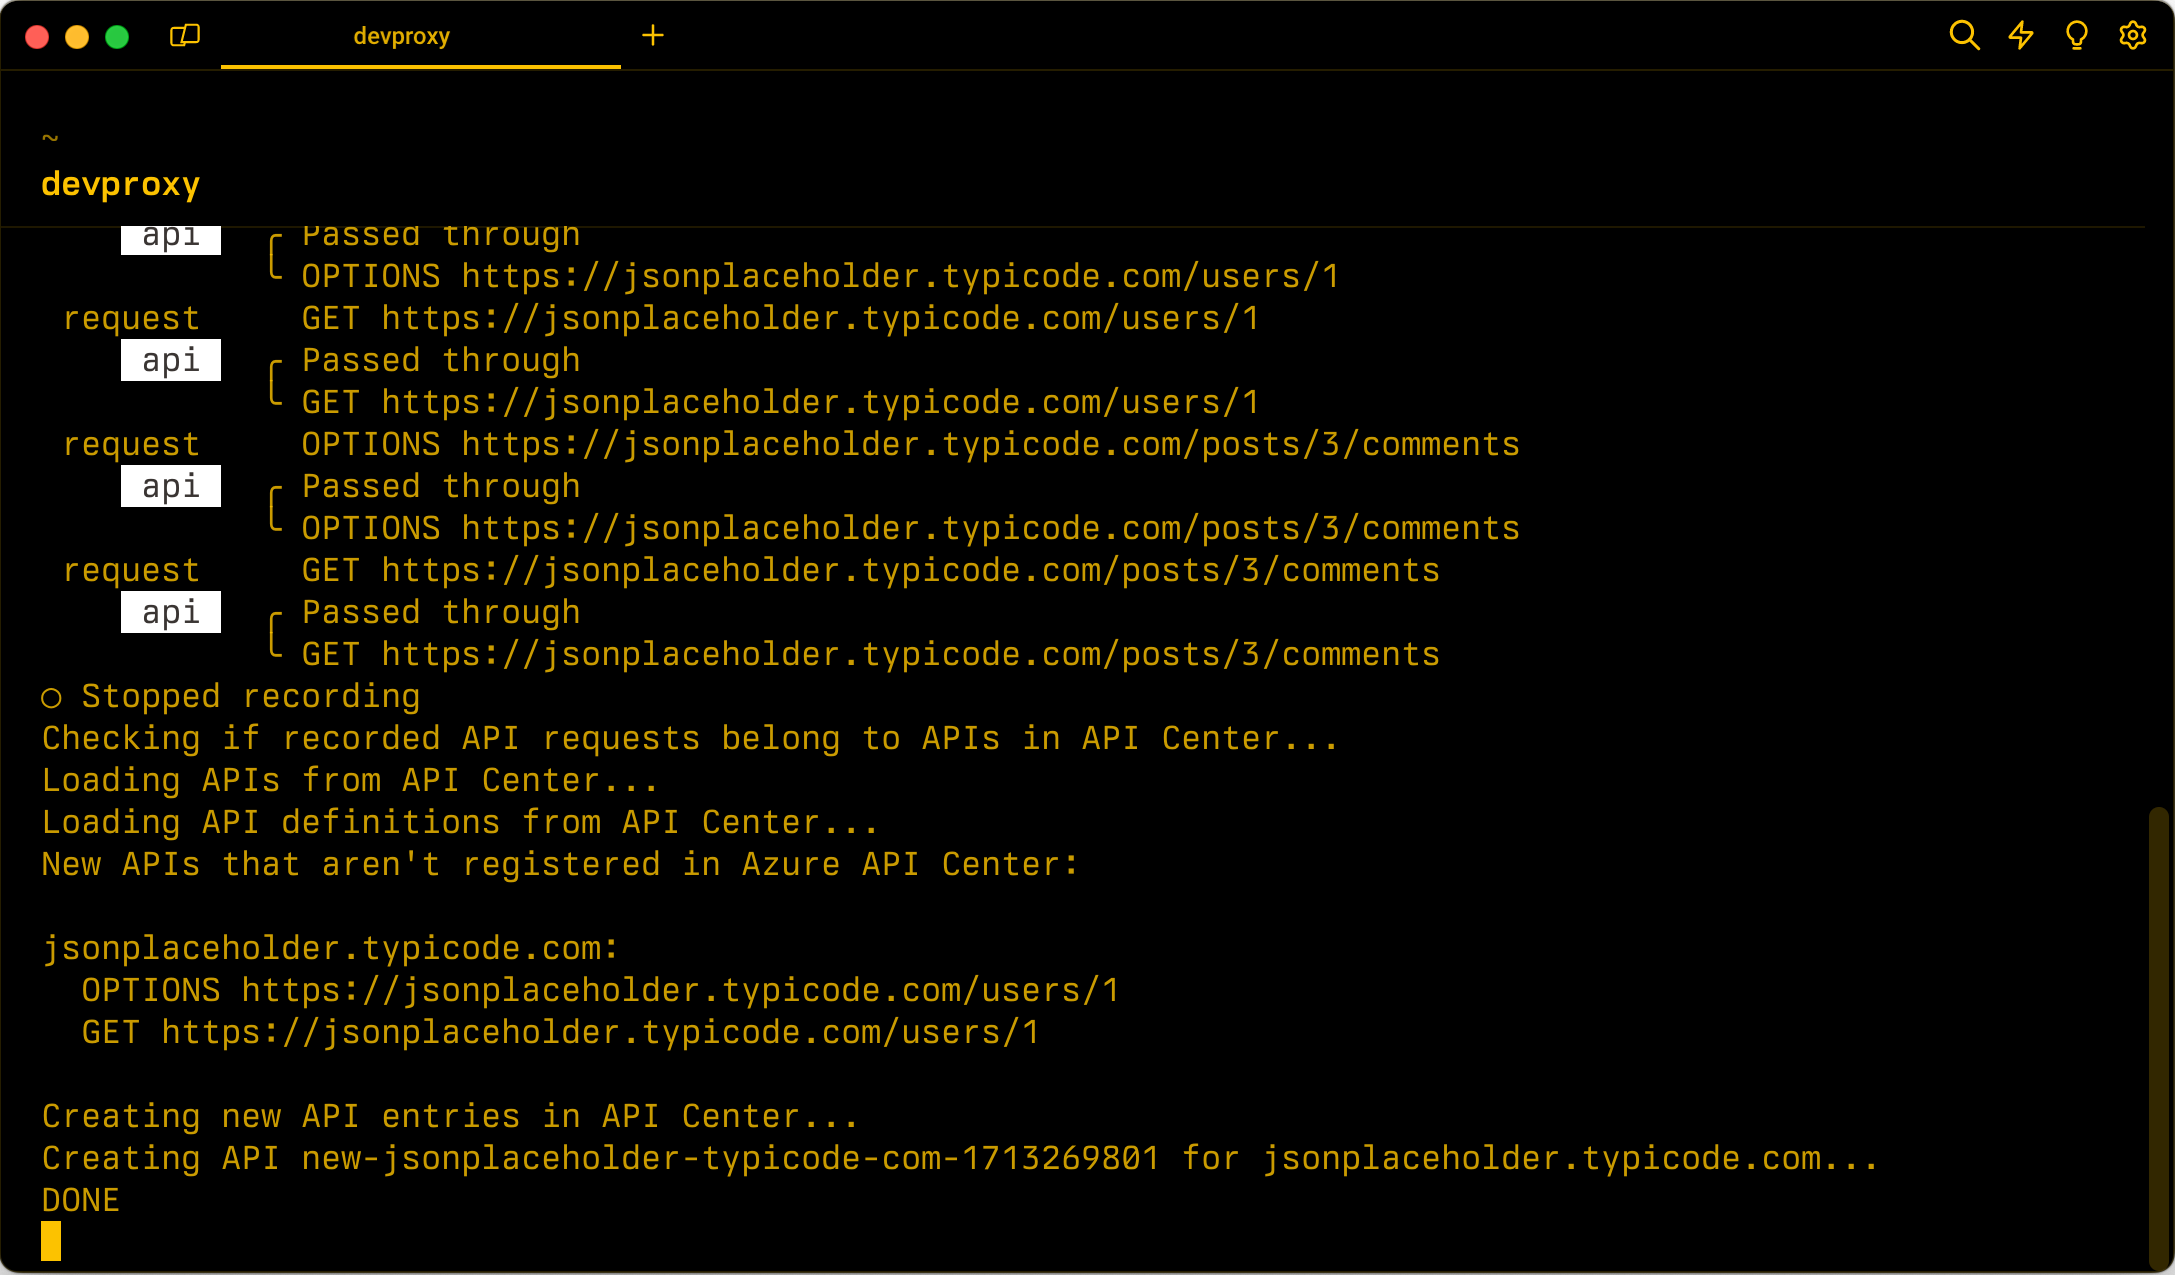 devproxy
~
devproxy
api Passed through
OPTIONS https://jsonplaceholder.typicode.com/users/1
request GET https://jsonplaceholder.typicode.com/users/1
api Passed through
GET https://jsonplaceholder.typicode.com/users/1
request OPTIONS https://jsonplaceholder.typicode.com/posts/3/comments
api Passed through
OPTIONS https://jsonplaceholder.typicode.com/posts/3/comments
request GET https://jsonplaceholder.typicode.com/posts/3/comments
api Passed through
GET https://jsonplaceholder.typicode.com/posts/3/comments
○ Stopped recording
Checking if recorded API requests belong to APIs in API Center...
Loading APIs from API Center...
Loading API definitions from API Center...
New APIs that aren't registered in Azure API Center:
jsonplaceholder.typicode.com:
OPTIONS https://jsonplaceholder.typicode.com/users/1
GET https://jsonplaceholder.typicode.com/users/1
Creating new API entries in API Center...
Creating API new-jsonplaceholder-typicode-com-1713269801 for jsonplaceholder.typicode.com...
DONE